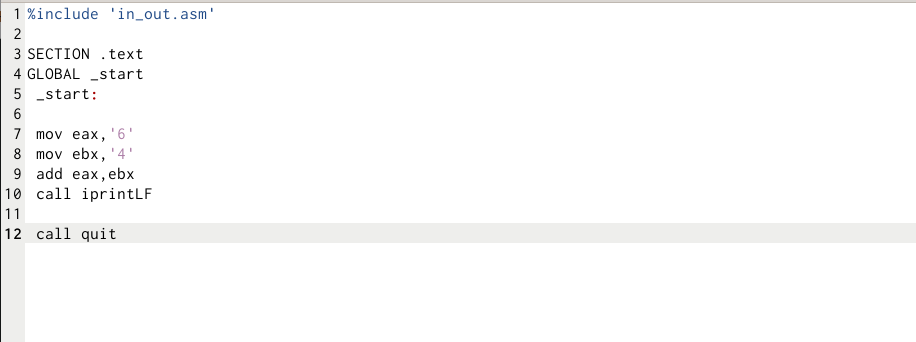 1 %include 'in_out.asm'
2
3 SECTION .text
4 GLOBAL _start
5 _start:
6
7 mov eax,'6'
8 mov ebx,'4'
9 add eax,ebx
10 call iprintLF
11
12 call quit